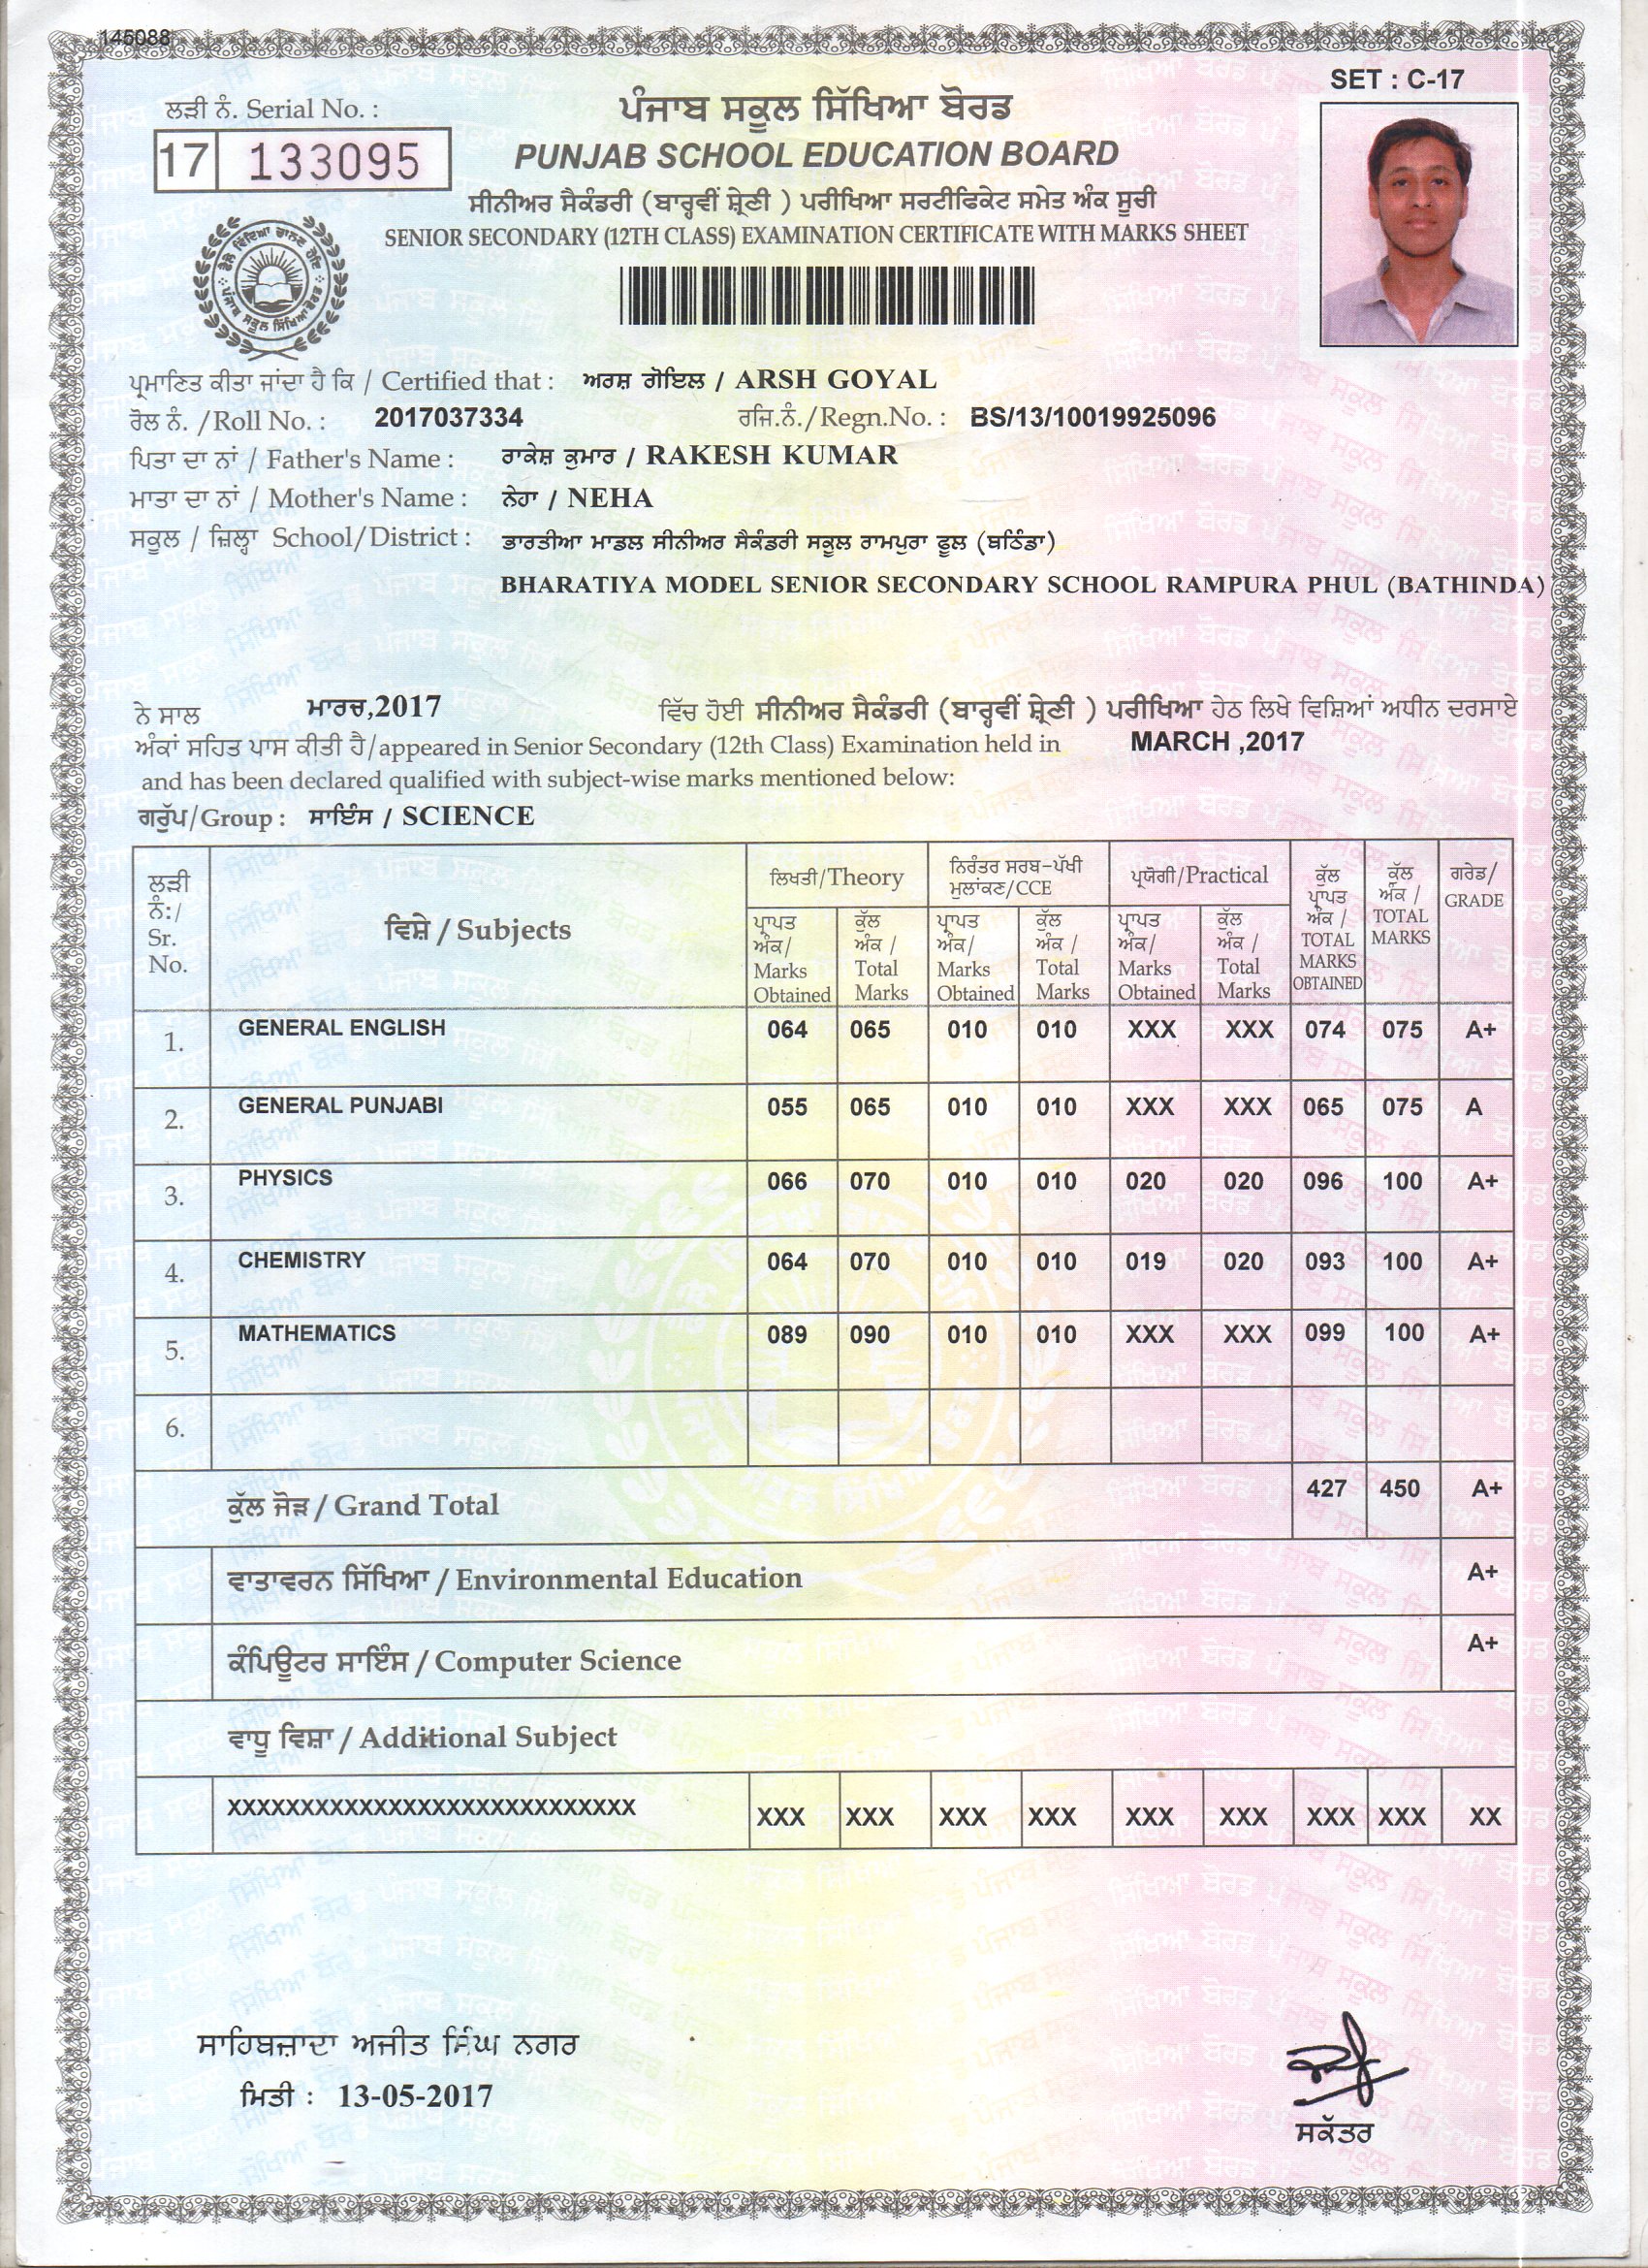 145088
SET : C-17
ਲੜੀ ਨੰ. Serial No. :
17 133095
ਪੰਜਾਬ ਸਕੂਲ ਸਿੱਖਿਆ ਬੋਰਡ
PUNJAB SCHOOL EDUCATION BOARD
ਸੀਨੀਅਰ ਸੈਕੰਡਰੀ (ਬਾਰ੍ਹਵੀਂ ਸ਼੍ਰੇਣੀ ) ਪਰੀਖਿਆ ਸਰਟੀਫਿਕੇਟ ਸਮੇਤ ਅੰਕ ਸੂਚੀ
SENIOR SECONDARY (12TH CLASS) EXAMINATION CERTIFICATE WITH MARKS SHEET
ਪੰਜਾਬ ਸਕੂਲ ਸਿੱਖਿਆ ਬੋਰਡ
ਪ੍ਰਮਾਣਿਤ ਕੀਤਾ ਜਾਂਦਾ ਹੈ ਕਿ / Certified that : ਅਰਸ਼ ਗੋਇਲ / ARSH GOYAL
ਰੋਲ ਨੰ. /Roll No. : 2017037334 ਰਜਿ.ਨੰ./Regn.No. : BS/13/10019925096
ਪਿਤਾ ਦਾ ਨਾਂ / Father's Name : ਰਾਕੇਸ਼ ਕੁਮਾਰ / RAKESH KUMAR
ਮਾਤਾ ਦਾ ਨਾਂ / Mother's Name : ਨੇਹਾ / NEHA
ਸਕੂਲ / ਜ਼ਿਲ੍ਹਾ School/District : ਭਾਰਤੀਆ ਮਾਡਲ ਸੀਨੀਅਰ ਸੈਕੰਡਰੀ ਸਕੂਲ ਰਾਮਪੁਰਾ ਫੂਲ (ਬਠਿੰਡਾ)
BHARATIYA MODEL SENIOR SECONDARY SCHOOL RAMPURA PHUL (BATHINDA)
ਨੇ ਸਾਲ ਮਾਰਚ,2017 ਵਿੱਚ ਹੋਈ ਸੀਨੀਅਰ ਸੈਕੰਡਰੀ (ਬਾਰ੍ਹਵੀਂ ਸ਼੍ਰੇਣੀ ) ਪਰੀਖਿਆ ਹੇਠ ਲਿਖੇ ਵਿਸ਼ਿਆਂ ਅਧੀਨ ਦਰਸਾਏ
ਅੰਕਾਂ ਸਹਿਤ ਪਾਸ ਕੀਤੀ ਹੈ/appeared in Senior Secondary (12th Class) Examination held in MARCH ,2017
and has been declared qualified with subject-wise marks mentioned below:
ਗਰੁੱਪ/Group : ਸਾਇੰਸ / SCIENCE
ਲੜੀ ਨੰ:/ Sr. No. ਵਿਸ਼ੇ / Subjects ਲਿਖਤੀ/Theory ਨਿਰੰਤਰ ਸਰਬ-ਪੱਖੀ ਮੁਲਾਂਕਣ/CCE ਪ੍ਰਯੋਗੀ/Practical ਕੁੱਲ ਪ੍ਰਾਪਤ ਅੰਕ / TOTAL MARKS OBTAINED ਕੁੱਲ ਅੰਕ / TOTAL MARKS ਗਰੇਡ/ GRADE
ਪ੍ਰਾਪਤ ਅੰਕ/ Marks Obtained ਕੁੱਲ ਅੰਕ / Total Marks ਪ੍ਰਾਪਤ ਅੰਕ/ Marks Obtained ਕੁੱਲ ਅੰਕ / Total Marks ਪ੍ਰਾਪਤ ਅੰਕ/ Marks Obtained ਕੁੱਲ ਅੰਕ / Total Marks
1. GENERAL ENGLISH 064 065 010 010 XXX XXX 074 075 A+
2. GENERAL PUNJABI 055 065 010 010 XXX XXX 065 075 A
3. PHYSICS 066 070 010 010 020 020 096 100 A+
4. CHEMISTRY 064 070 010 010 019 020 093 100 A+
5. MATHEMATICS 089 090 010 010 XXX XXX 099 100 A+
6.
ਕੁੱਲ ਜੋੜ / Grand Total 427 450 A+
ਵਾਤਾਵਰਨ ਸਿੱਖਿਆ / Environmental Education A+
ਕੰਪਿਊਟਰ ਸਾਇੰਸ / Computer Science A+
ਵਾਧੂ ਵਿਸ਼ਾ / Additional Subject
XXXXXXXXXXXXXXXXXXXXXXXXXXXX XXX XXX XXX XXX XXX XXX XXX XXX XX
ਸਾਹਿਬਜ਼ਾਦਾ ਅਜੀਤ ਸਿੰਘ ਨਗਰ
ਮਿਤੀ : 13-05-2017
ਸਕੱਤਰ